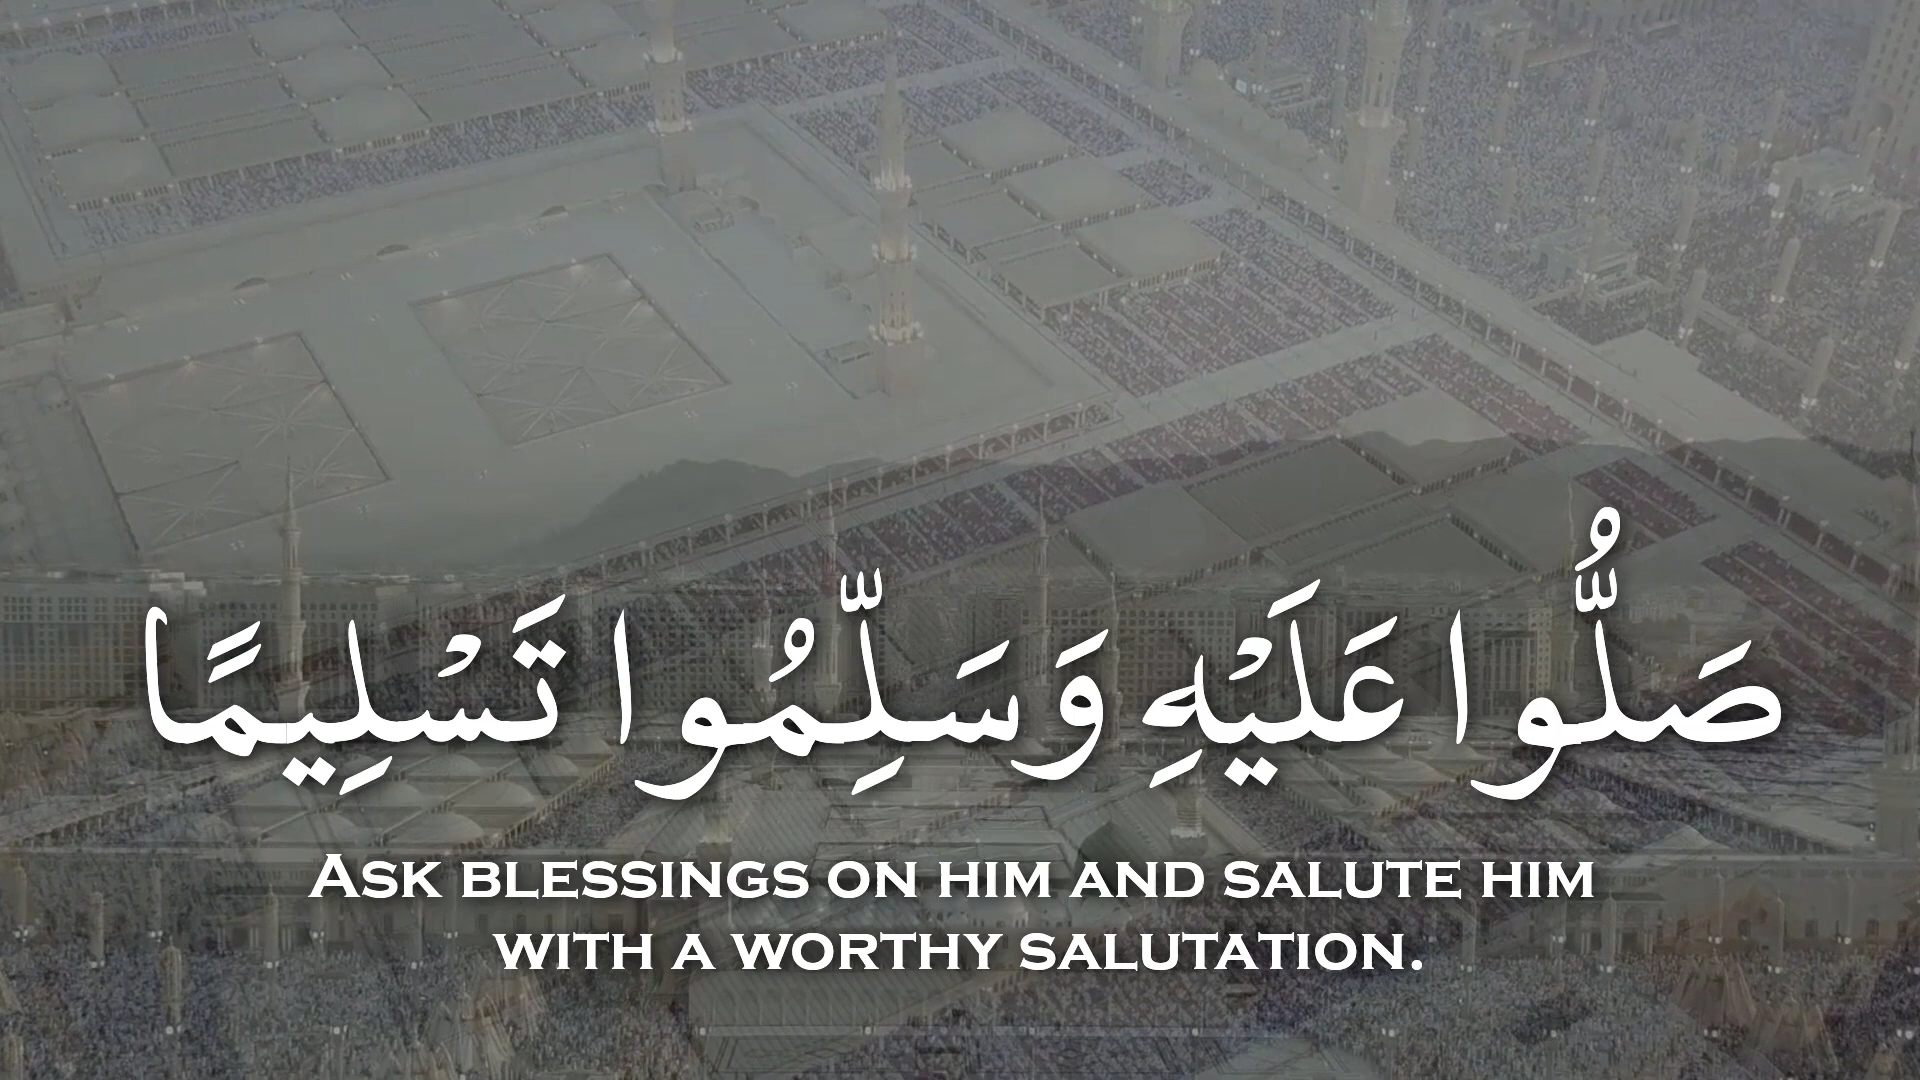 صَلُّوا عَلَيْهِ وَسَلِّمُوا تَسْلِيمًا
ASK BLESSINGS ON HIM AND SALUTE HIM
WITH A WORTHY SALUTATION.